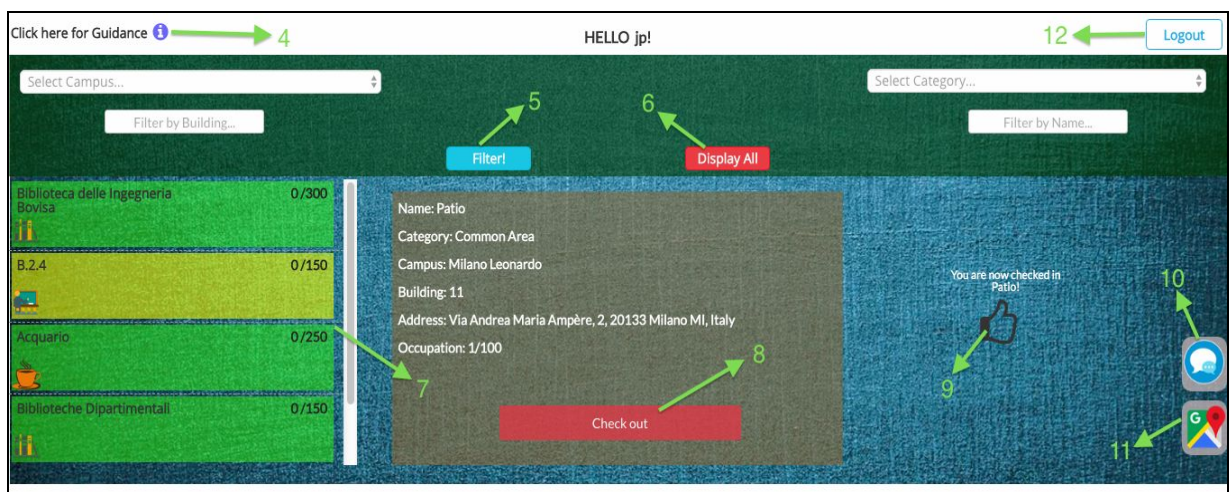 Click here for Guidance i
4
HELLO jp!
12
Logout
Select Campus...
Select Category...
Filter by Building...
5
6
Filter by Name...
Filter!
Display All
Biblioteca delle Ingegneria
Bovisa
0/300
B.2.4
0/150
Acquario
0/250
Biblioteche Dipartimentali
0/150
7
Name: Patio
Category: Common Area
Campus: Milano Leonardo
Building: 11
Address: Via Andrea Maria Ampère, 2, 20133 Milano MI, Italy
Occupation: 1/100
8
Check out
You are now checked in
Patio!
9
10
G
11